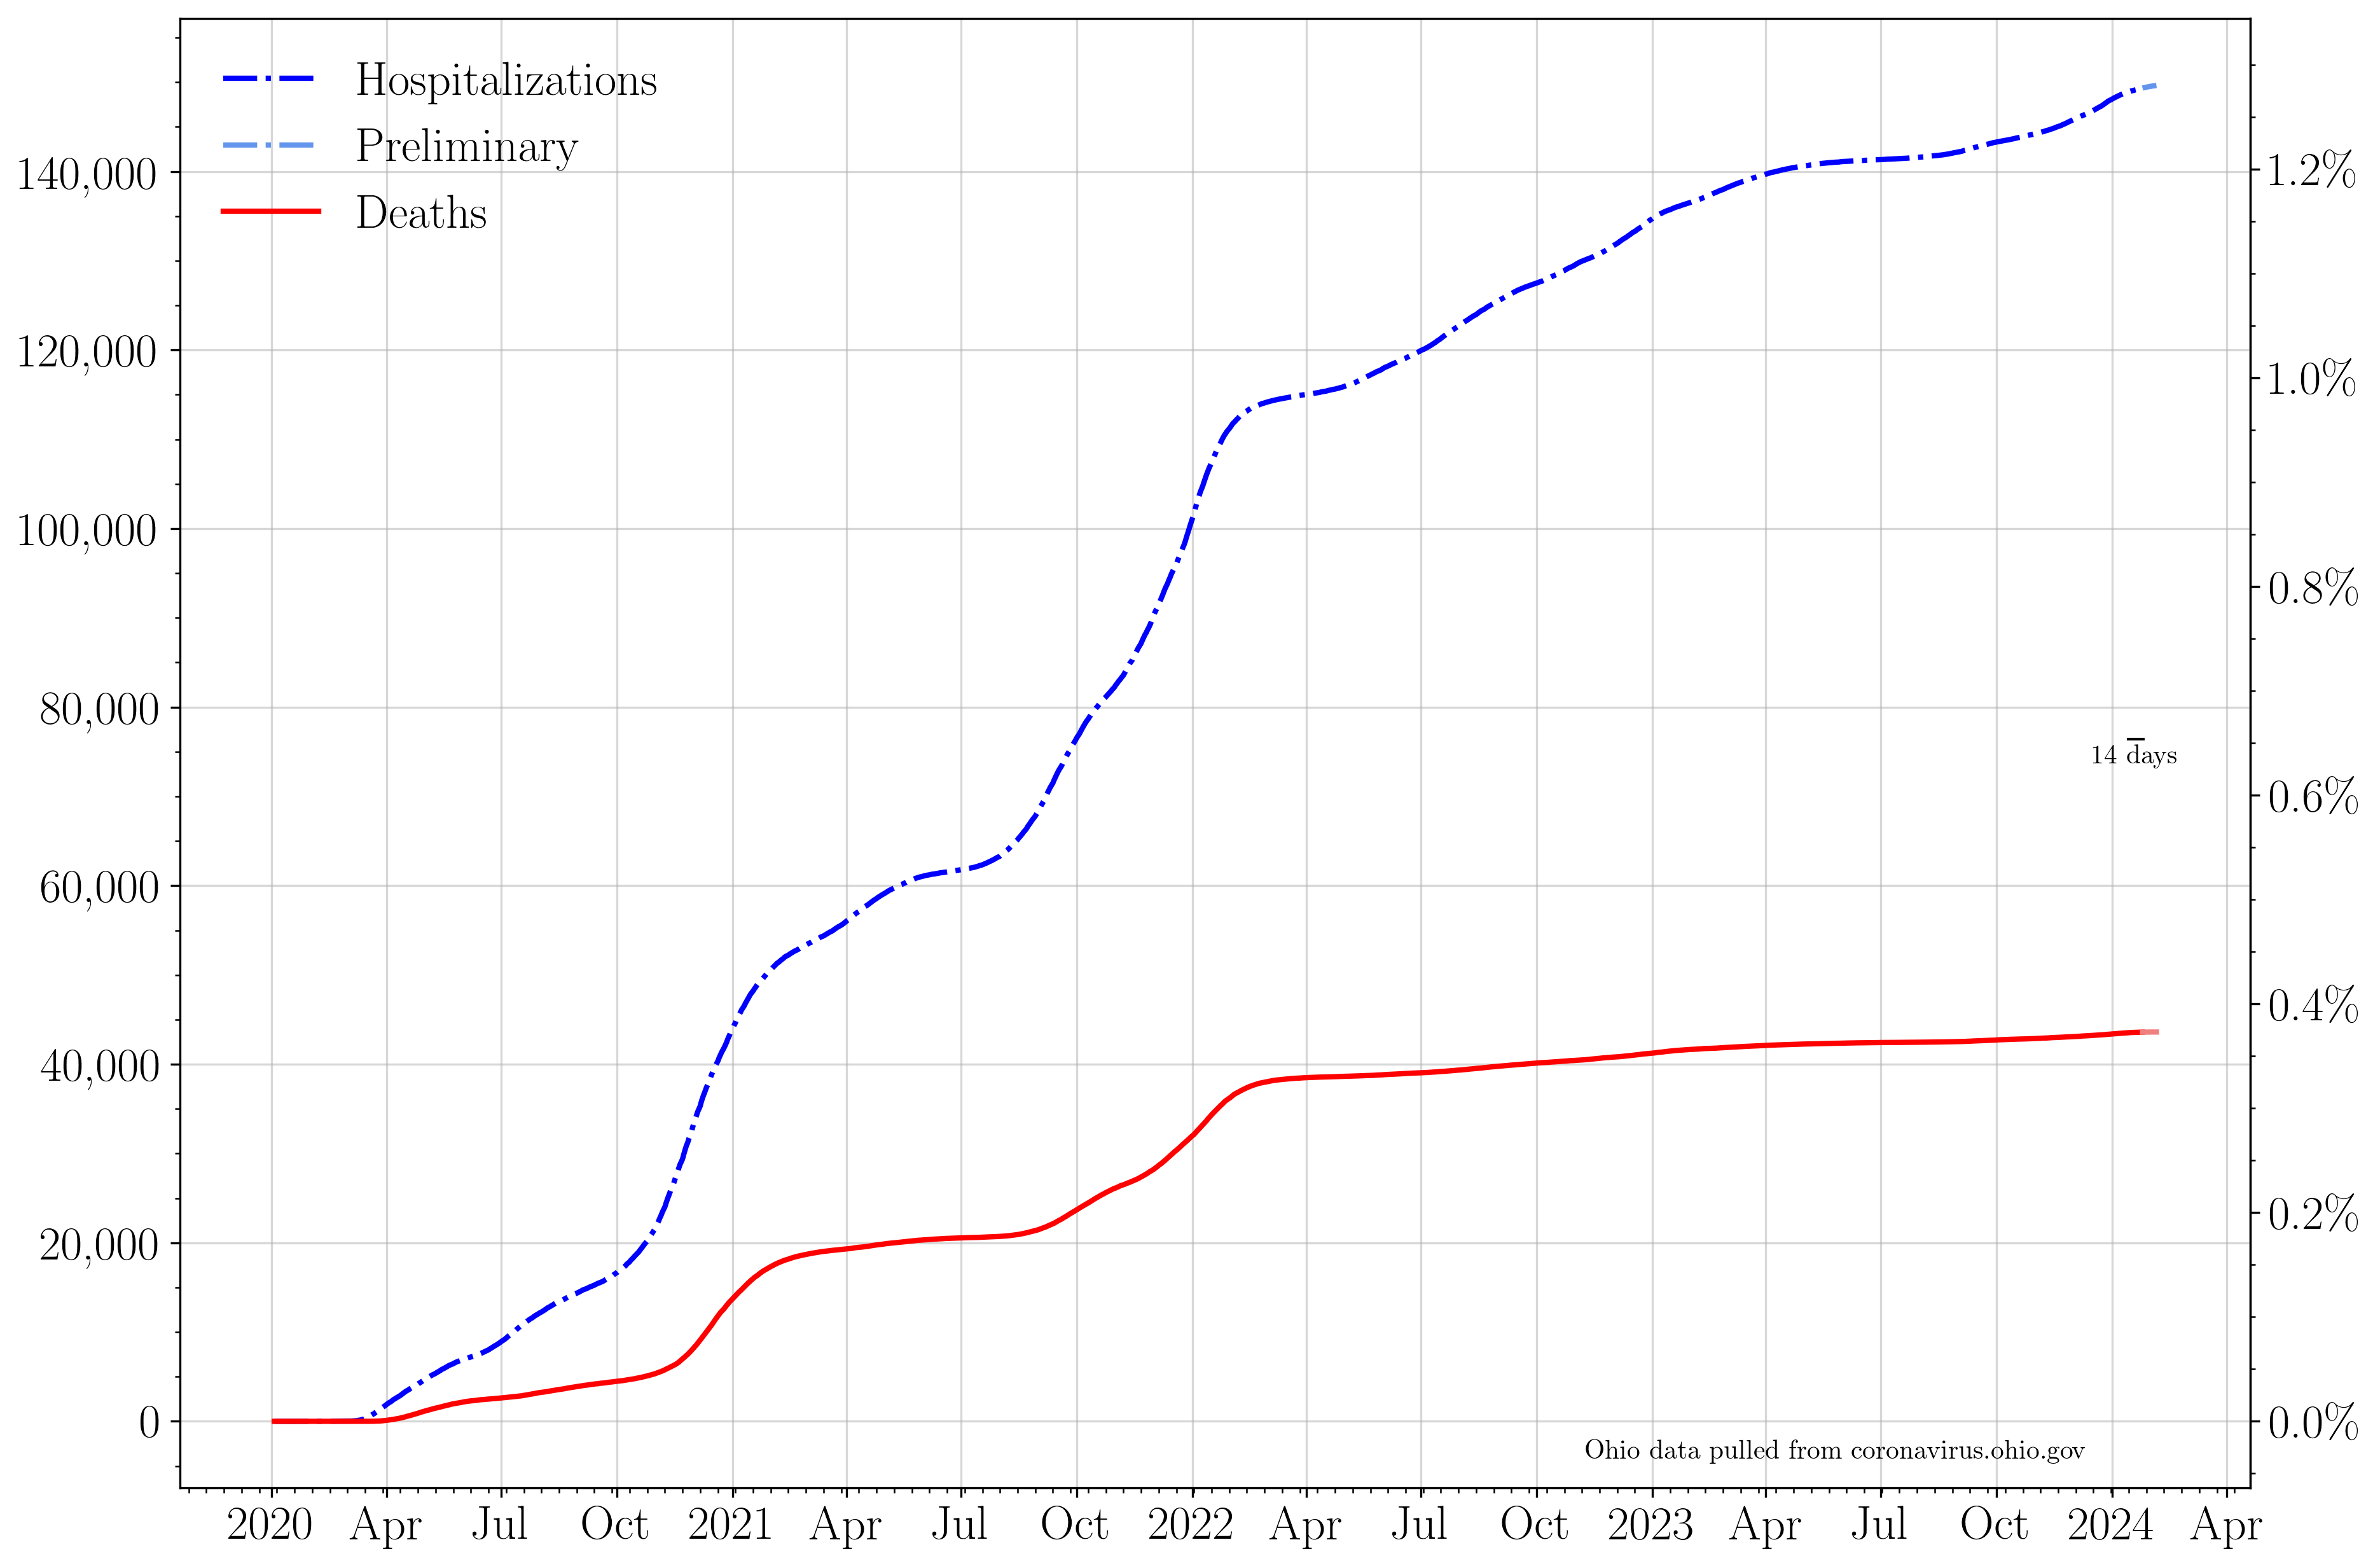 Hospitalizations
Preliminary
Deaths
140,000
120,000
100,000
80,000
60,000
40,000
20,000
0
1.2%
1.0%
0.8%
0.6%
0.4%
0.2%
0.0%
14 days
Ohio data pulled from coronavirus.ohio.gov
2020 Apr Jul Oct 2021 Apr Jul Oct 2022 Apr Jul Oct 2023 Apr Jul Oct 2024 Apr